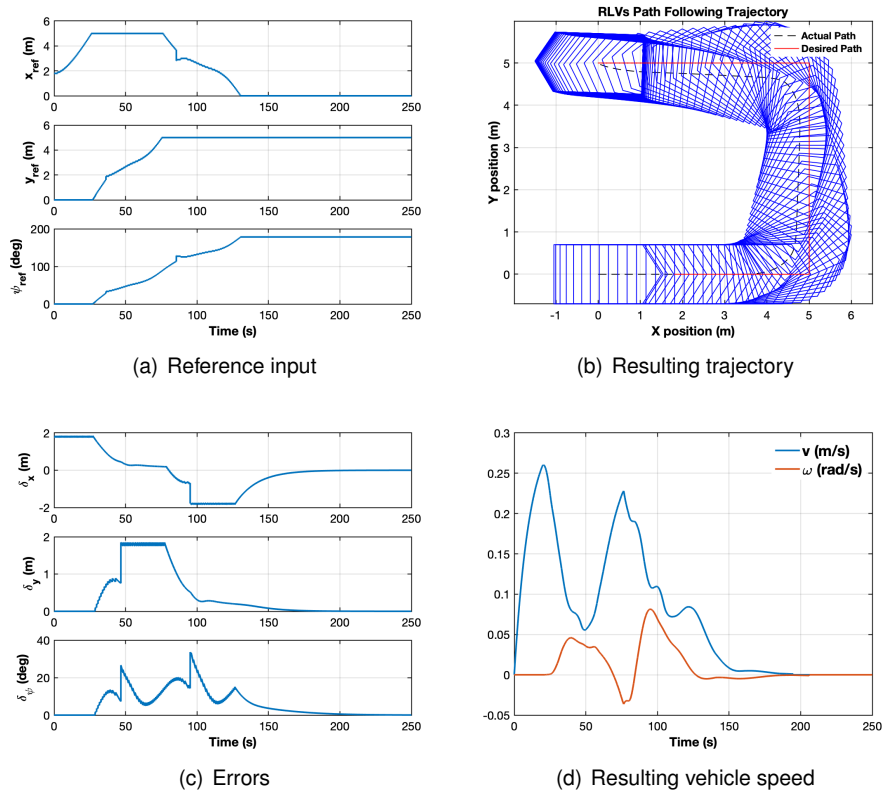 6
4
2
0
x_ref (m)
0 50 100 150 200 250
6
4
2
0
y_ref (m)
0 50 100 150 200 250
200
100
0
ψ_ref (deg)
0 50 100 150 200 250
Time (s)
(a) Reference input
RLVs Path Following Trajectory
Actual Path
Desired Path
5
4
3
2
1
0
Y position (m)
-1 0 1 2 3 4 5 6
X position (m)
(b) Resulting trajectory
2
0
-2
δ_x (m)
0 50 100 150 200 250
2
1
0
δ_y (m)
0 50 100 150 200 250
40
20
0
δ_ψ (deg)
0 50 100 150 200 250
Time (s)
(c) Errors
0.3
0.25
0.2
0.15
0.1
0.05
0
-0.05
v (m/s)
ω (rad/s)
0 50 100 150 200 250
Time (s)
(d) Resulting vehicle speed